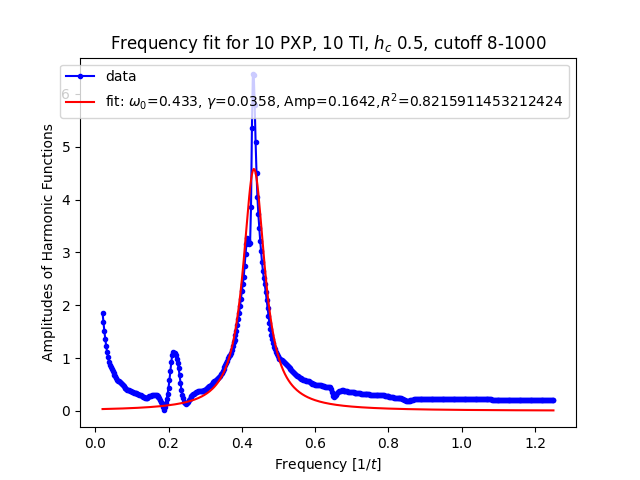 Frequency fit for 10 PXP, 10 TI, $h_c$ 0.5, cutoff 8-1000
data
fit: $\omega_0$=0.433, $\gamma$=0.0358, Amp=0.1642,$R^2$=0.8215911453212424
Amplitudes of Harmonic Functions
6
5
4
3
2
1
0
0.0 0.2 0.4 0.6 0.8 1.0 1.2
Frequency [1/$t$]